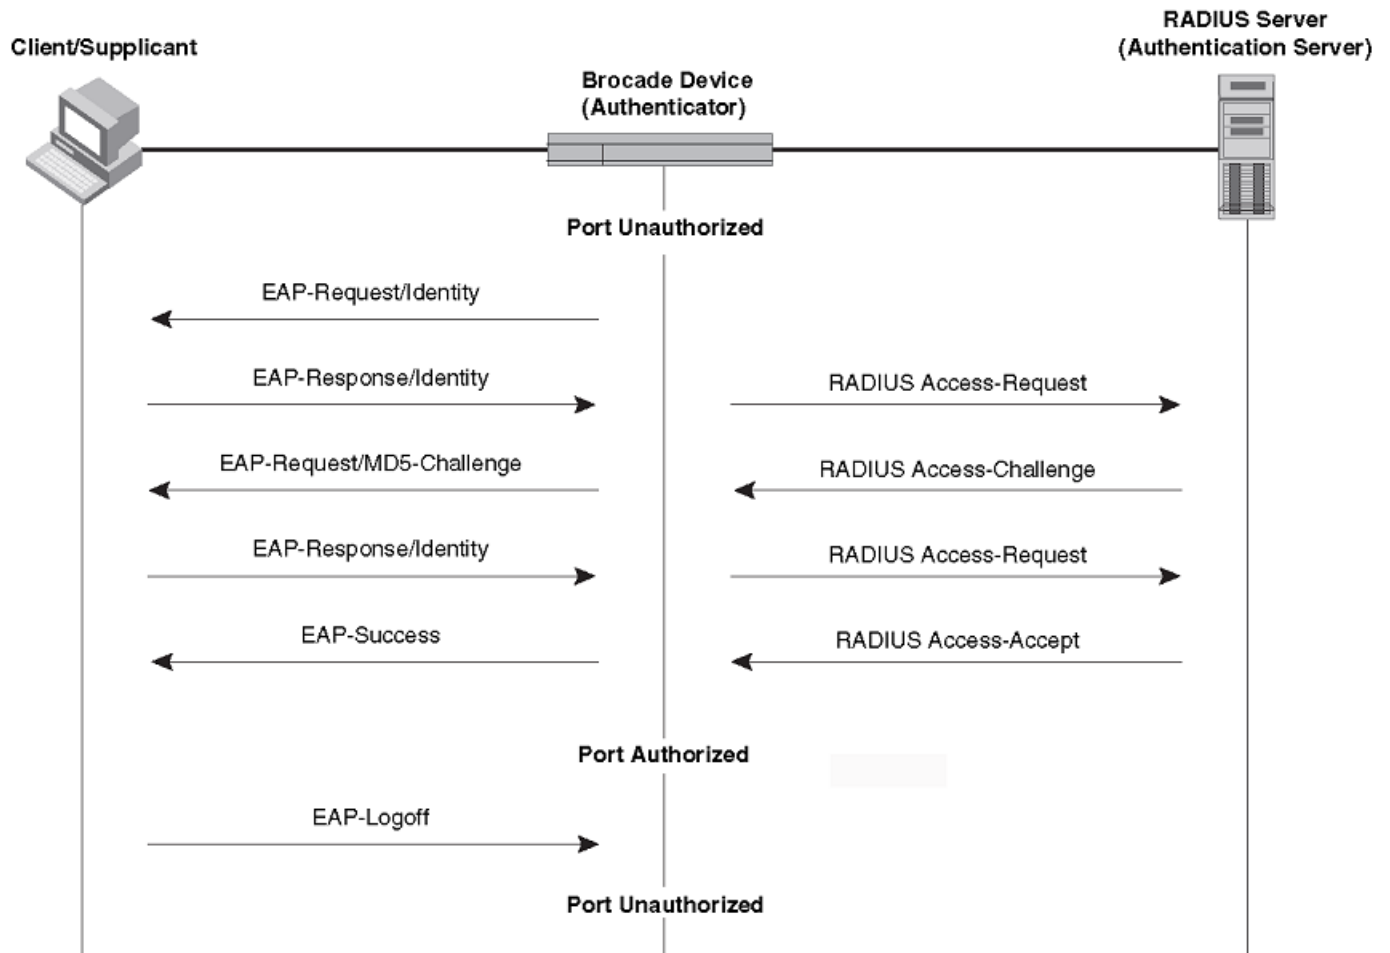 RADIUS Server
(Authentication Server)
Client/Supplicant
Brocade Device
(Authenticator)
Port Unauthorized
EAP-Request/Identity
EAP-Response/Identity
RADIUS Access-Request
EAP-Request/MD5-Challenge
RADIUS Access-Challenge
EAP-Response/Identity
RADIUS Access-Request
EAP-Success
RADIUS Access-Accept
Port Authorized
EAP-Logoff
Port Unauthorized